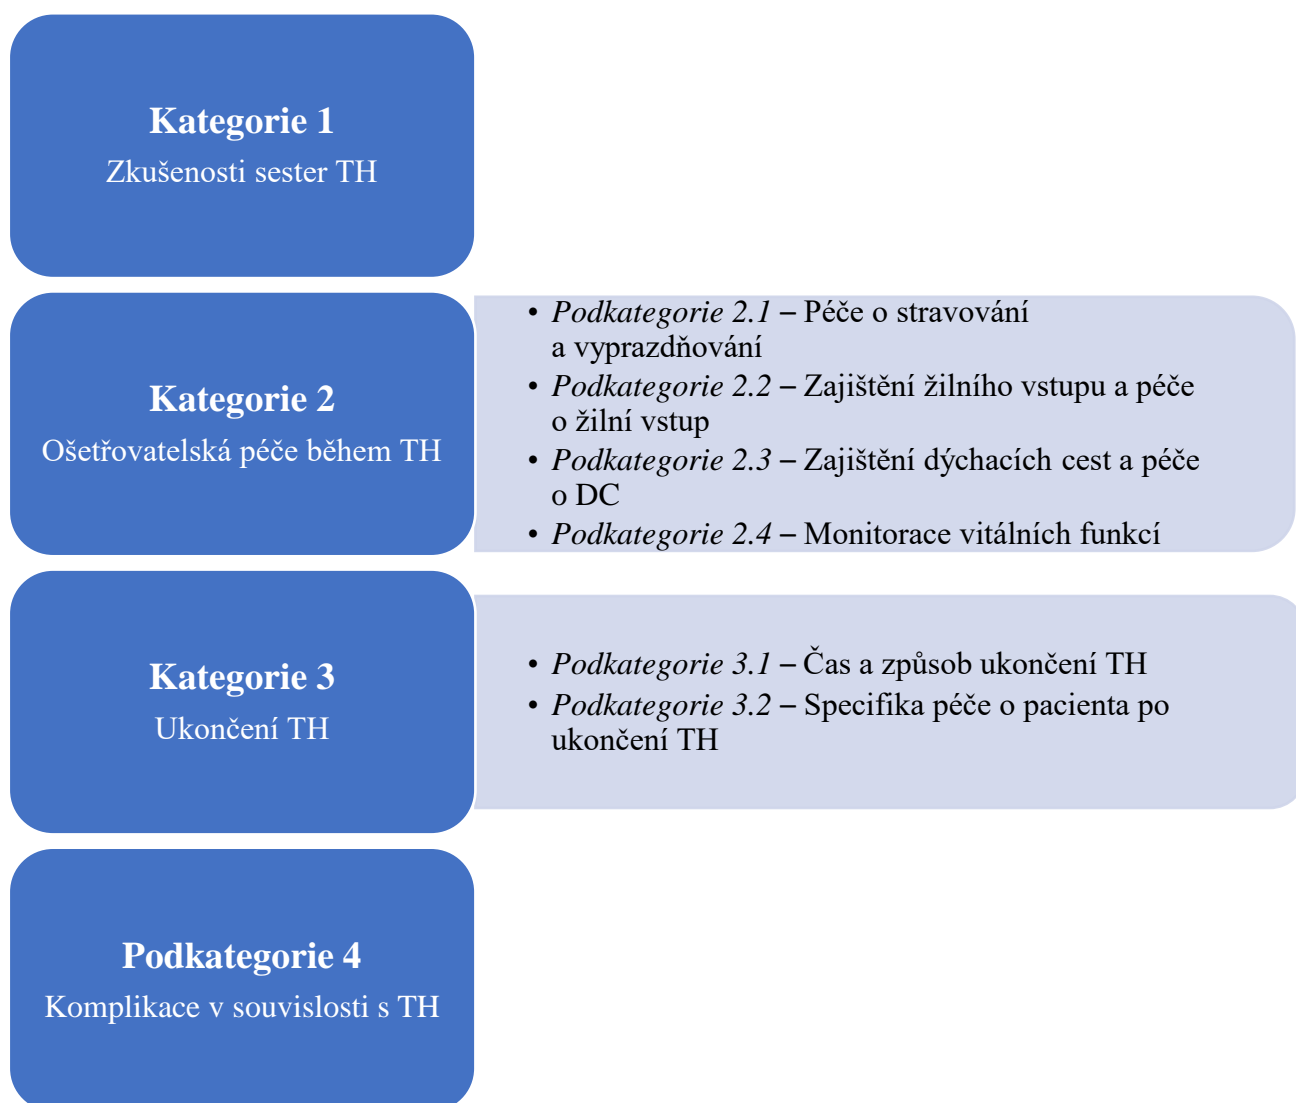 Kategorie 1
Zkušenosti sester TH
Kategorie 2
Ošetřovatelská péče během TH
• Podkategorie 2.1 – Péče o stravování
a vyprazdňování
• Podkategorie 2.2 – Zajištění žilního vstupu a péče
o žilní vstup
• Podkategorie 2.3 – Zajištění dýchacích cest a péče
o DC
• Podkategorie 2.4 – Monitorace vitálních funkcí
Kategorie 3
Ukončení TH
• Podkategorie 3.1 – Čas a způsob ukončení TH
• Podkategorie 3.2 – Specifika péče o pacienta po
ukončení TH
Podkategorie 4
Komplikace v souvislosti s TH